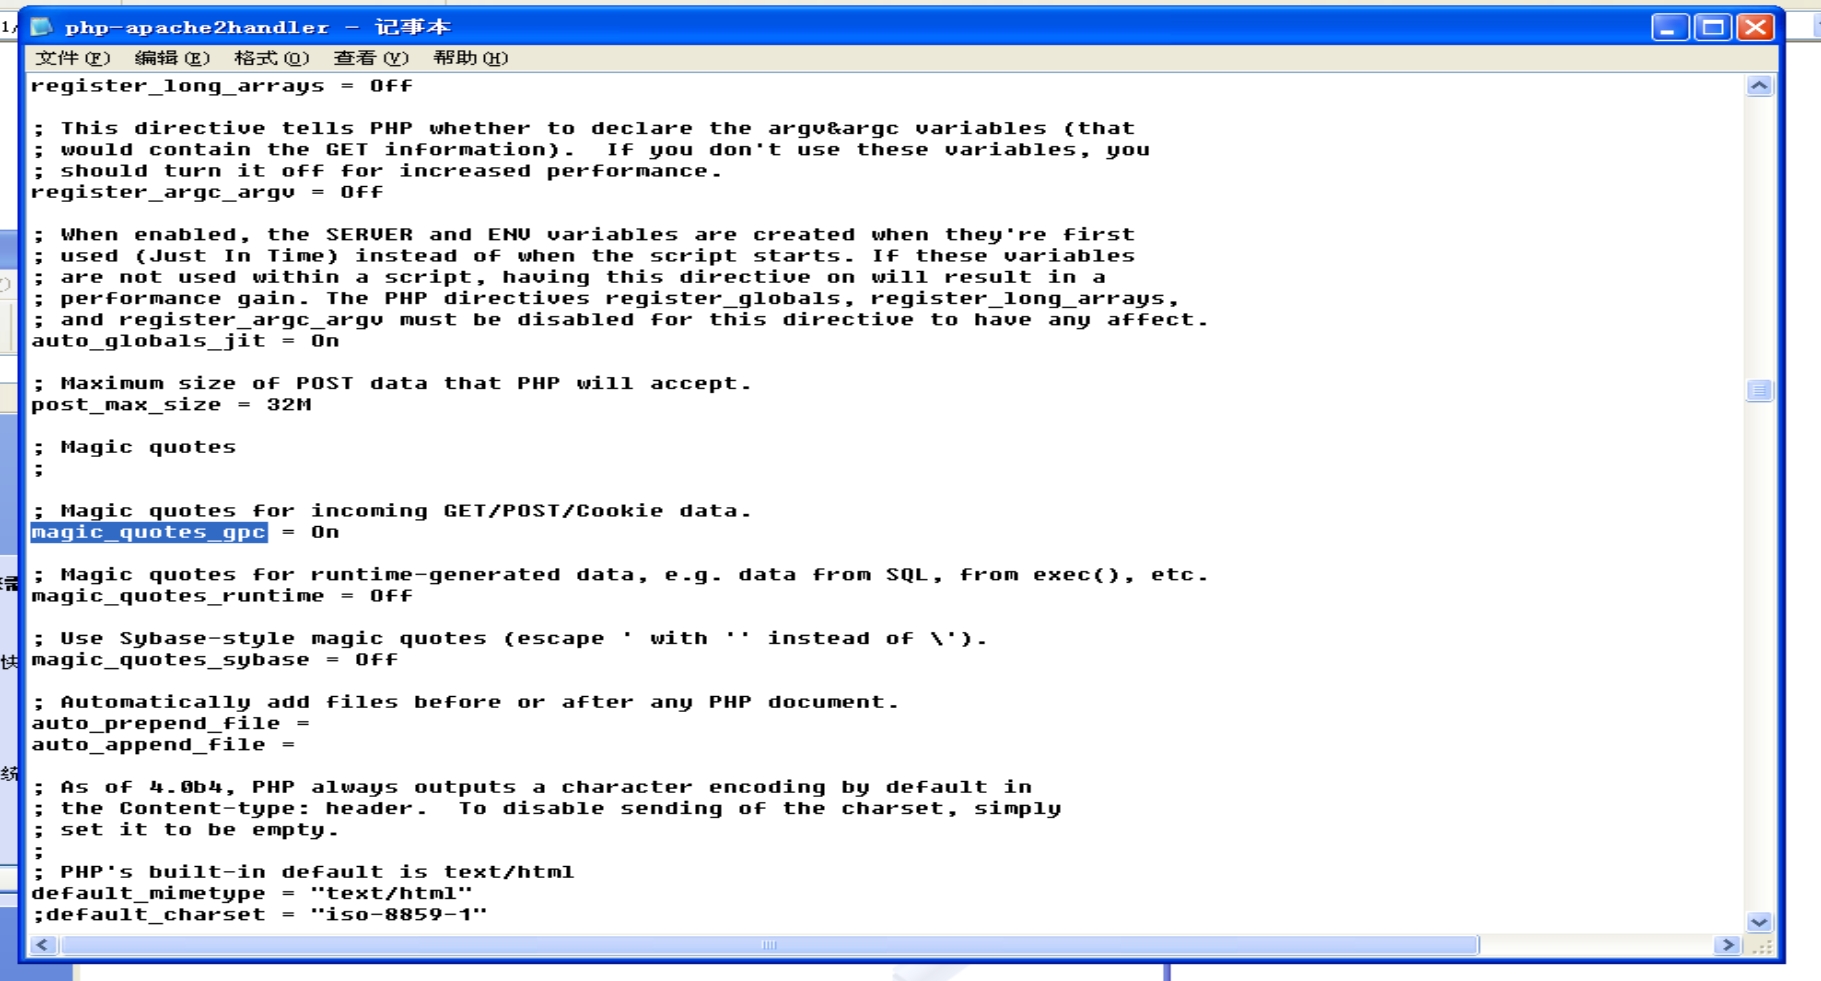 php-apache2handler - 记事本
文件(F) 编辑(E) 格式(O) 查看(V) 帮助(H)
register_long_arrays = Off
; This directive tells PHP whether to declare the argv&argc variables (that
; would contain the GET information).  If you don't use these variables, you
; should turn it off for increased performance.
register_argc_argv = Off
; When enabled, the SERVER and ENV variables are created when they're first
; used (Just In Time) instead of when the script starts. If these variables
; are not used within a script, having this directive on will result in a
; performance gain. The PHP directives register_globals, register_long_arrays,
; and register_argc_argv must be disabled for this directive to have any affect.
auto_globals_jit = On
; Maximum size of POST data that PHP will accept.
post_max_size = 32M
; Magic quotes
;
; Magic quotes for incoming GET/POST/Cookie data.
magic_quotes_gpc = On
; Magic quotes for runtime-generated data, e.g. data from SQL, from exec(), etc.
magic_quotes_runtime = Off
; Use Sybase-style magic quotes (escape ' with '' instead of \').
magic_quotes_sybase = Off
; Automatically add files before or after any PHP document.
auto_prepend_file =
auto_append_file =
; As of 4.0b4, PHP always outputs a character encoding by default in
; the Content-type: header.  To disable sending of the charset, simply
; set it to be empty.
;
; PHP's built-in default is text/html
default_mimetype = "text/html"
;default_charset = "iso-8859-1"